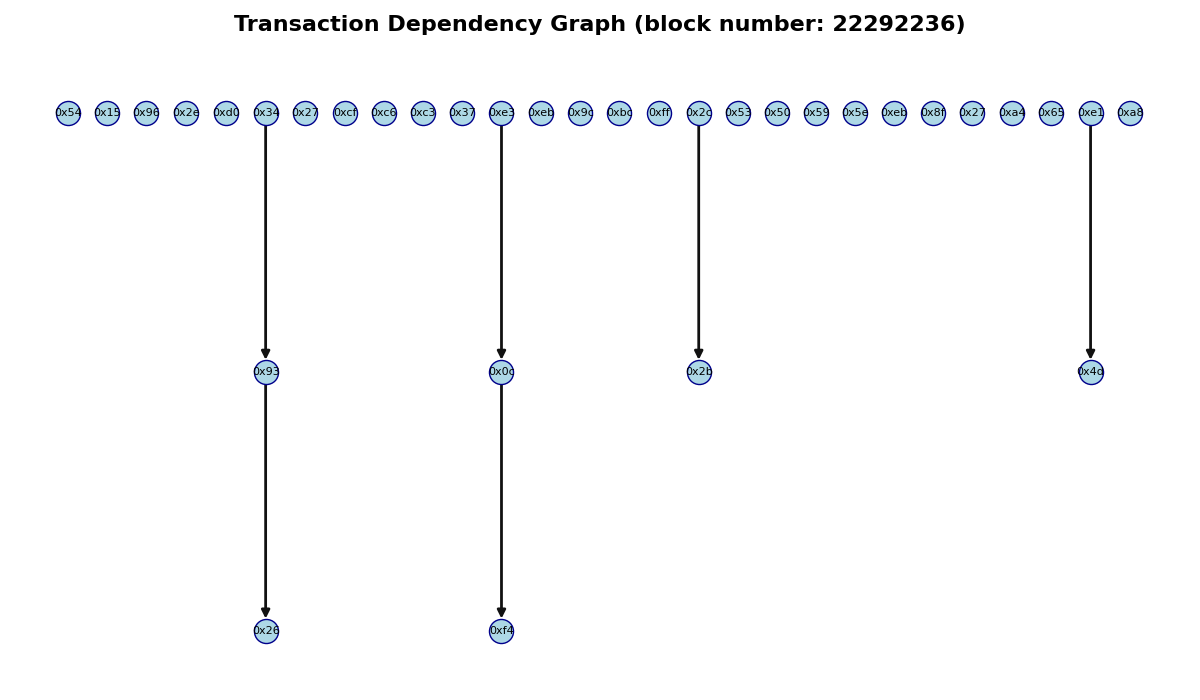 Transaction Dependency Graph (block number: 22292236)
0x54 0x15 0x96 0x2e 0xd0 0x34 0x27 0xcf 0xc6 0xc3 0x37 0xe3 0xeb 0x9c 0xbc 0xff 0x2c 0x53 0x50 0x59 0x5e 0xeb 0x8f 0x27 0xa4 0x65 0xe1 0xa8
0x93 0x0c 0x2b 0x4d
0x26 0xf4